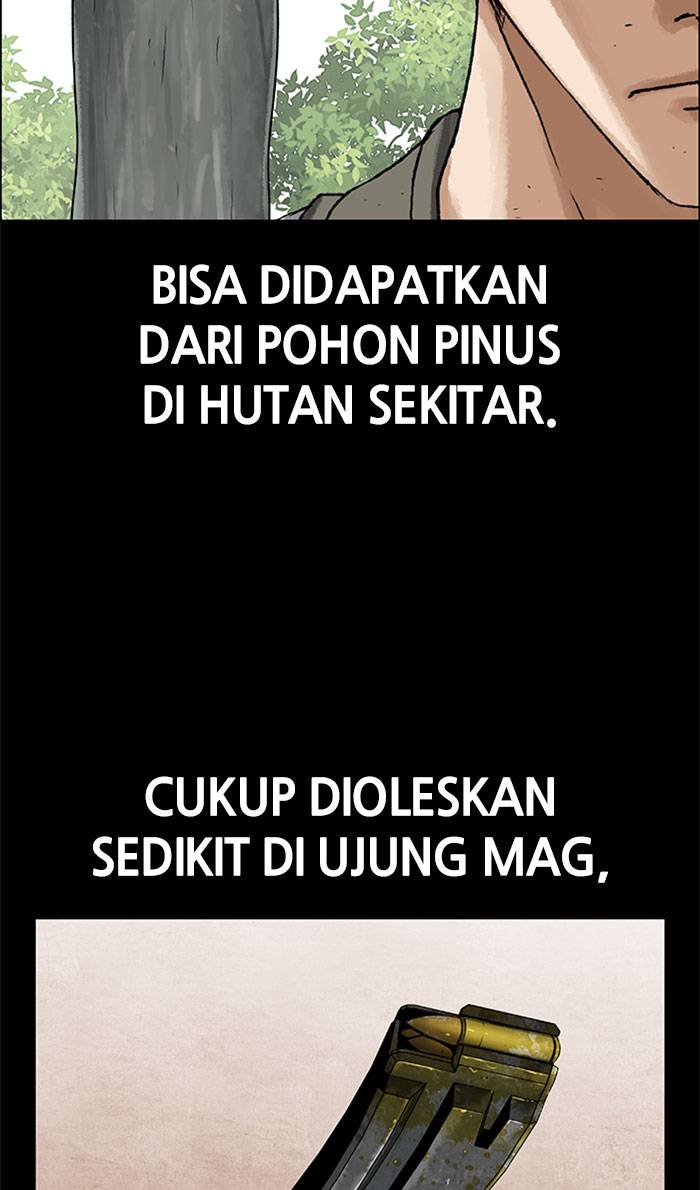 BISA DIDAPATKAN
DARI POHON PINUS
DI HUTAN SEKITAR.
CUKUP DIOLESKAN
SEDIKIT DI UJUNG MAG,